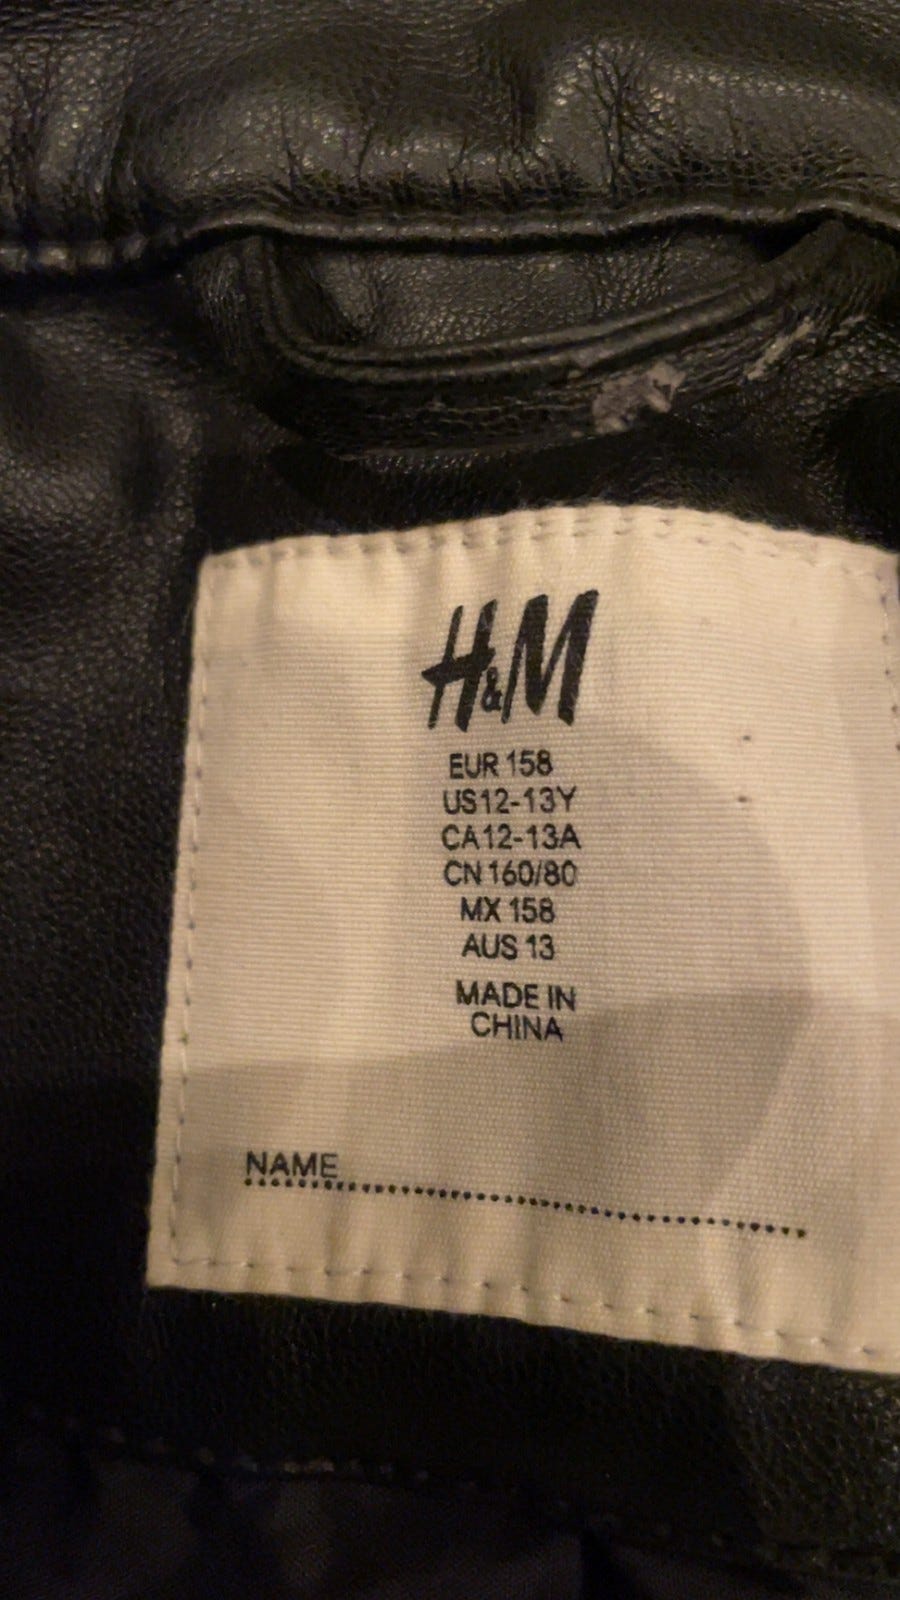 H&M
EUR 158
US12-13Y
CA12-13A
CN 160/80
MX 158
AUS 13
MADE IN
CHINA
NAME